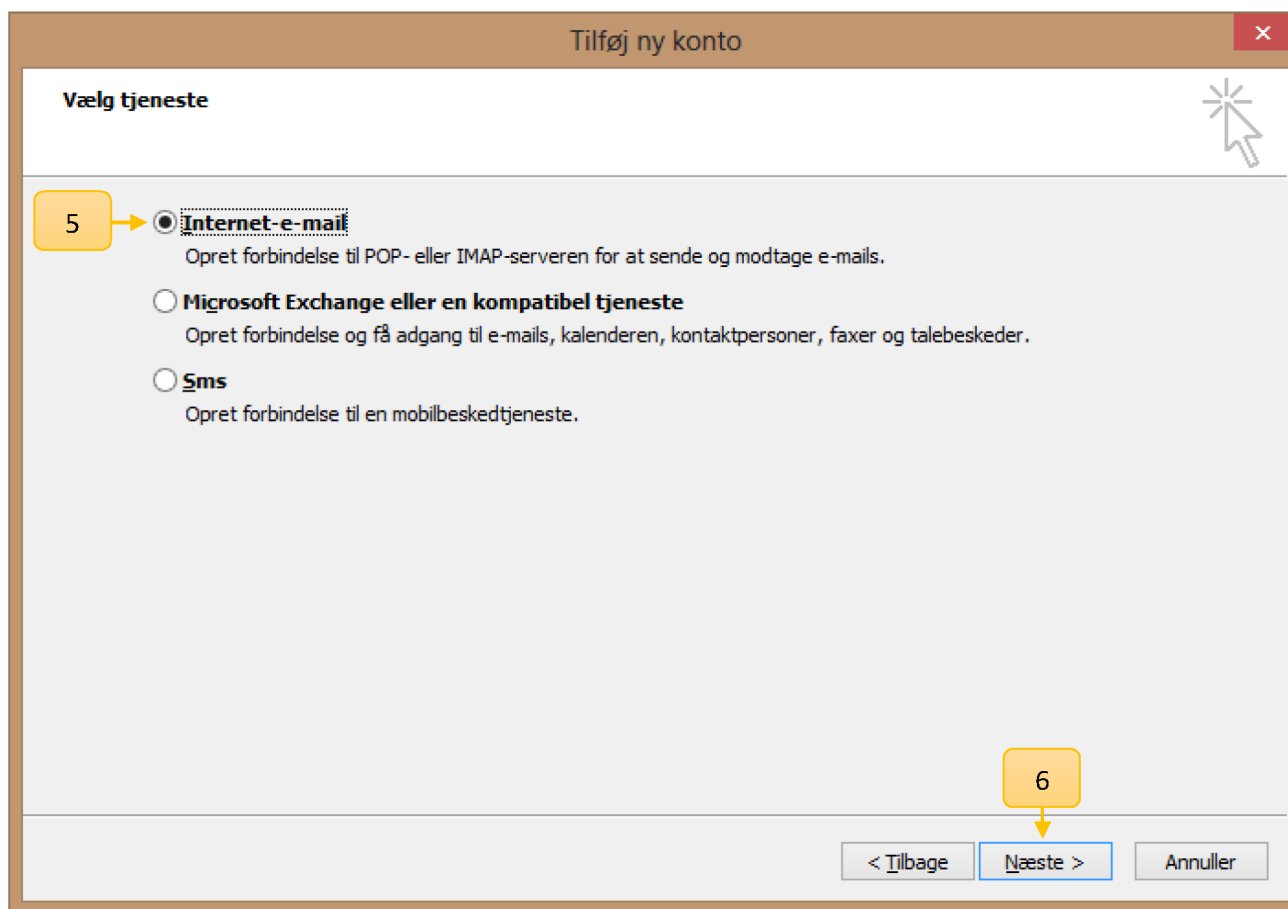 Tilføj ny konto
Vælg tjeneste
5
Internet-e-mail
Opret forbindelse til POP- eller IMAP-serveren for at sende og modtage e-mails.
Microsoft Exchange eller en kompatibel tjeneste
Opret forbindelse og få adgang til e-mails, kalenderen, kontaktpersoner, faxer og talebeskeder.
Sms
Opret forbindelse til en mobilbeskedtjeneste.
6
< Tilbage Næste > Annuller